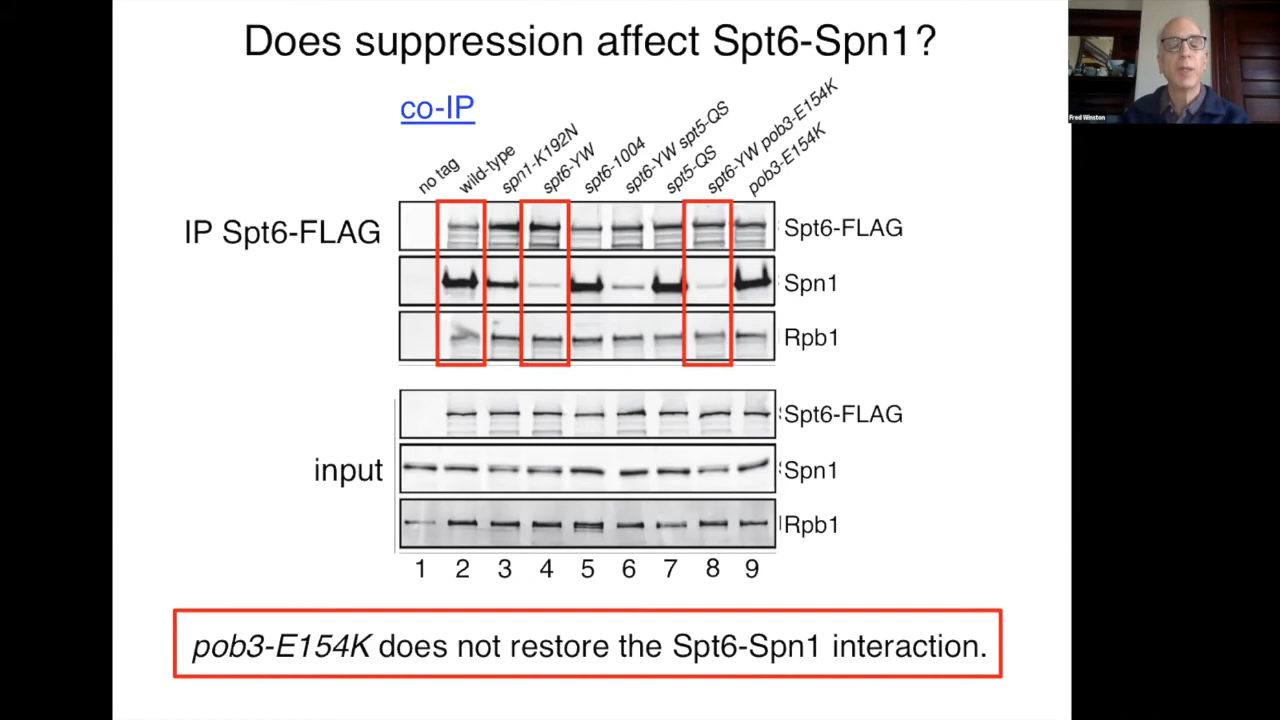 Does suppression affect Spt6-Spn1?
co-IP
no tag
wild-type
spn1-K192N
spt6-YW
spt6-1004
spt6-YW spt5-QS
spt5-QS
spt6-YW pob3-E154K
pob3-E154K
IP Spt6-FLAG
Spt6-FLAG
Spn1
Rpb1
input
Spt6-FLAG
Spn1
Rpb1
1 2 3 4 5 6 7 8 9
pob3-E154K does not restore the Spt6-Spn1 interaction.
Fred Winston